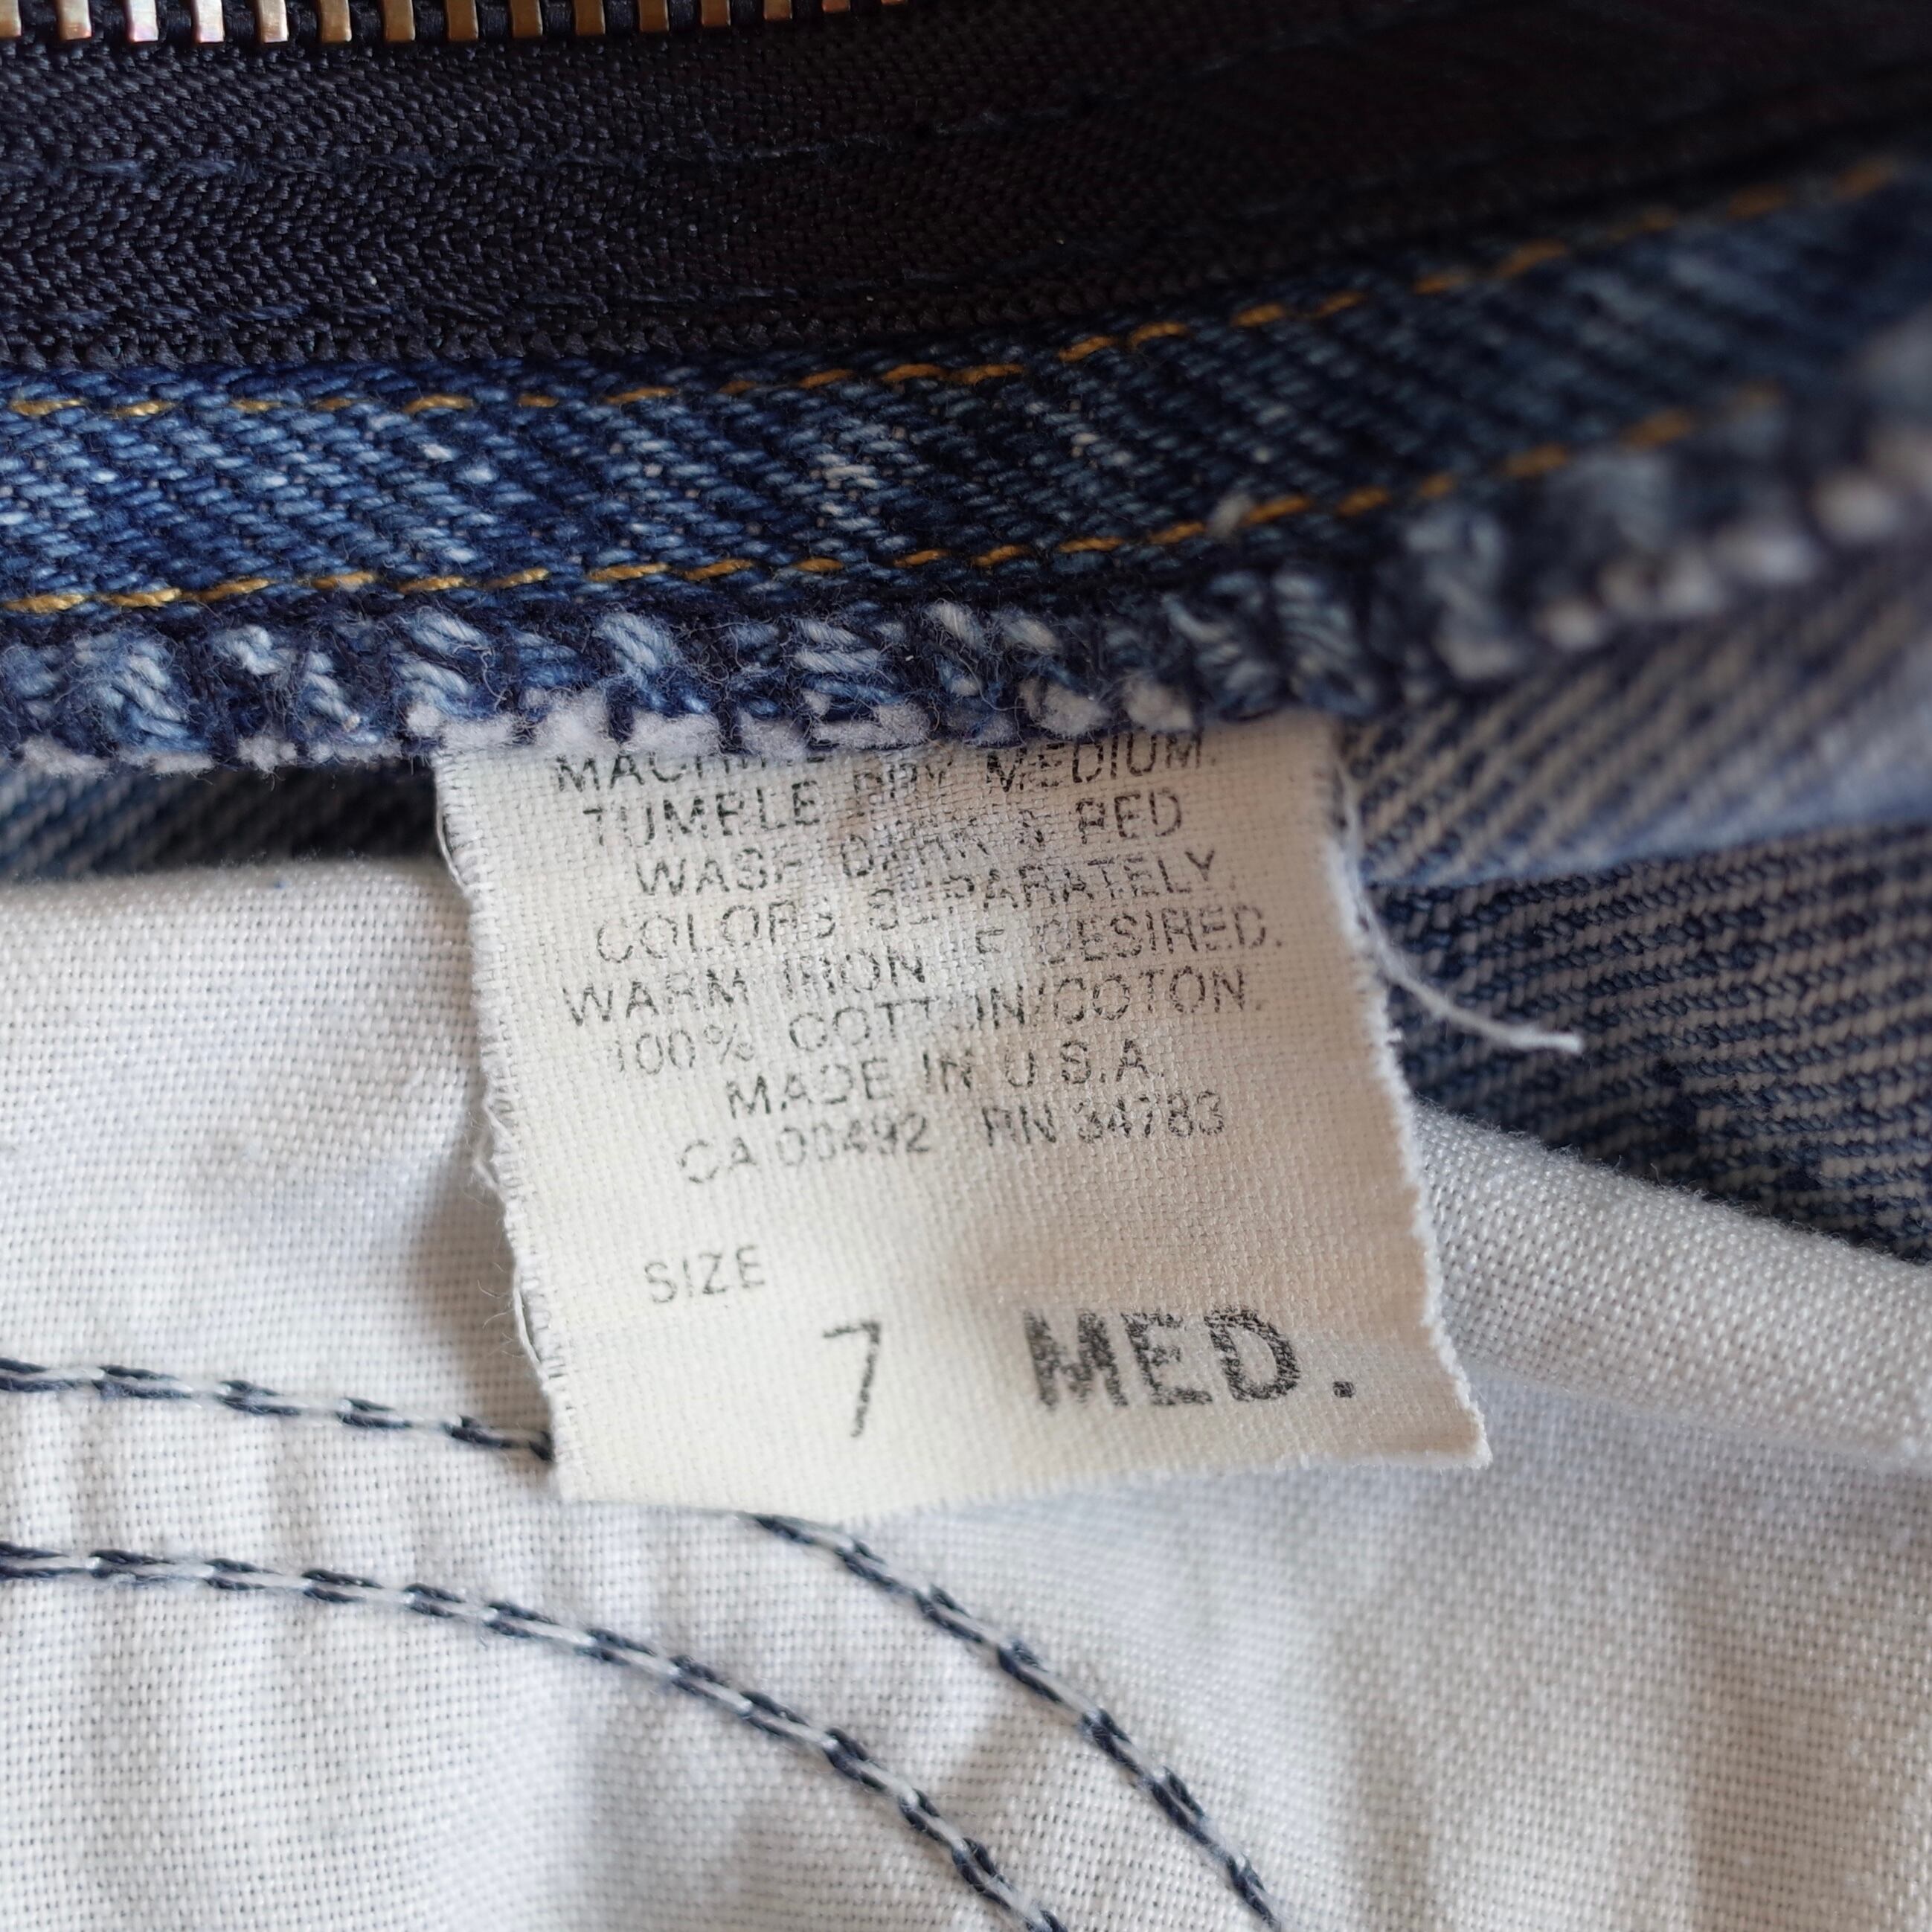 MACHINE
TUMBLE DRY MEDIUM.
WASH DARK & RED
COLORS SEPARATELY.
WARM IRON IF DESIRED.
100% COTTON/COTON.
MADE IN U.S.A.
CA 00492 RN 34783
SIZE
7 MED.